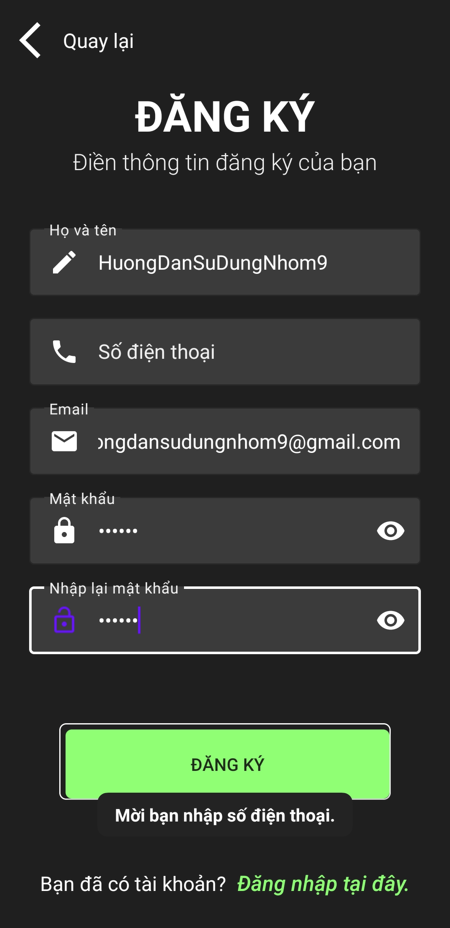 Quay lại
ĐĂNG KÝ
Điền thông tin đăng ký của bạn
Họ và tên
HuongDanSuDungNhom9
Số điện thoại
Email
ongdansudungnhom9@gmail.com
Mật khẩu
••••••
Nhập lại mật khẩu
••••••
ĐĂNG KÝ
Mời bạn nhập số điện thoại.
Bạn đã có tài khoản? Đăng nhập tại đây.